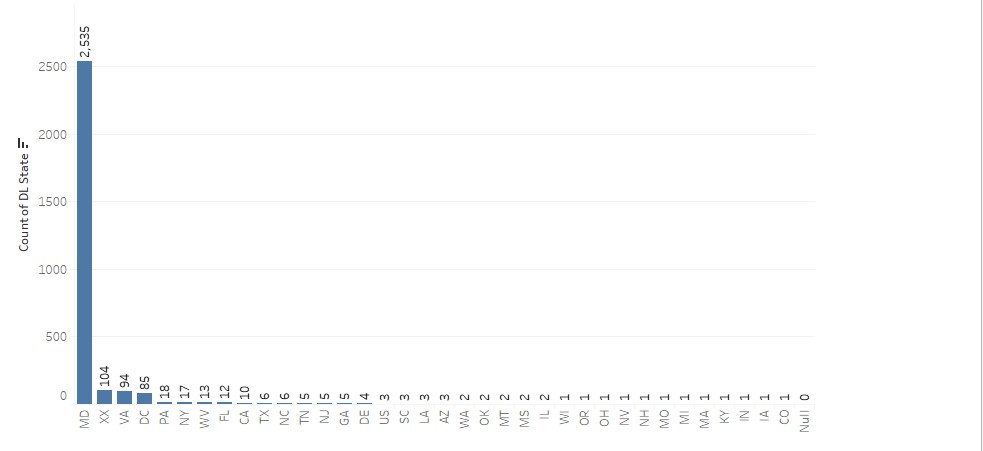 Count of DL State
2500
2000
1500
1000
500
0
2,535
104
94
85
18
17
13
12
10
6
6
5
5
5
4
3
3
3
3
2
2
2
2
2
1
1
1
1
1
1
1
1
1
1
1
1
0
MD
XX
VA
DC
PA
NY
WV
FL
CA
TX
NC
TN
NJ
GA
DE
US
SC
LA
AZ
WA
OK
MT
MS
IL
WI
OR
OH
NV
NH
MO
MI
MA
KY
IN
IA
CO
Null